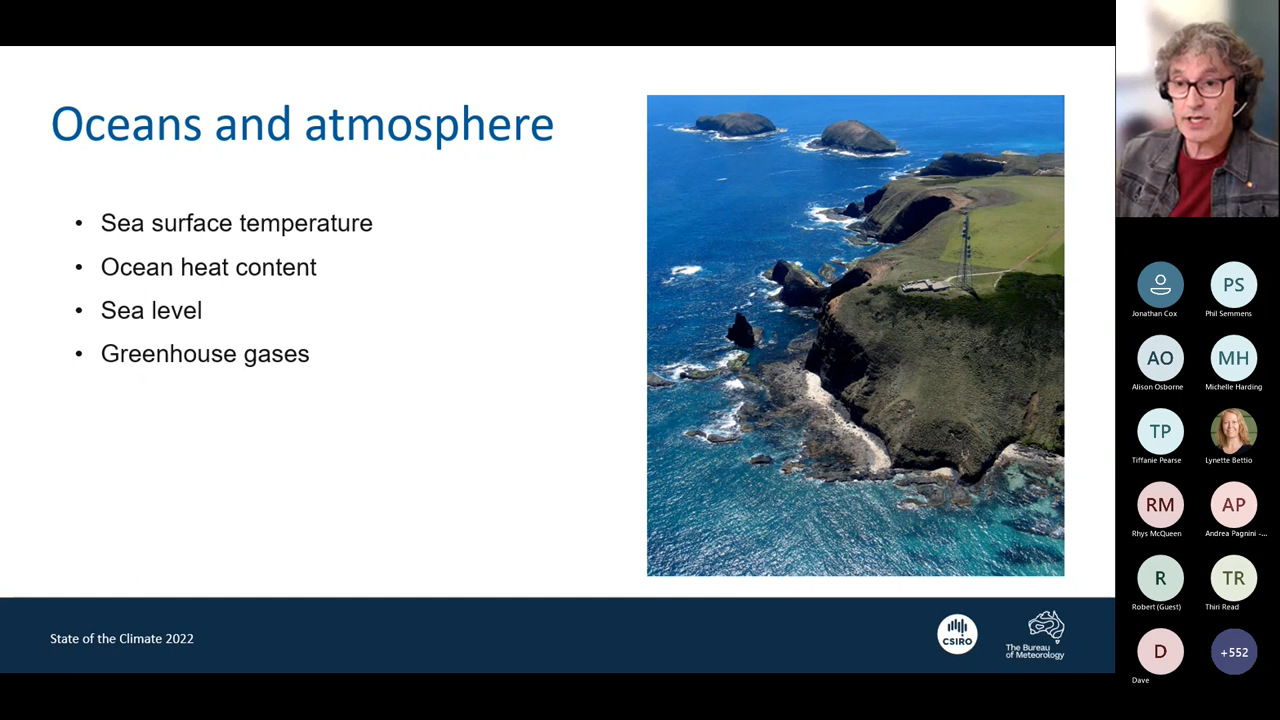 Oceans and atmosphere
• Sea surface temperature
• Ocean heat content
• Sea level
• Greenhouse gases
State of the Climate 2022
CSIRO
The Bureau
of Meteorology
Jonathan Cox
PS
Phil Semmens
AO
Alison Osborne
MH
Michelle Harding
TP
Tiffanie Pearse
Lynette Bettio
RM
Rhys McQueen
AP
Andrea Pagnini -...
R
Robert (Guest)
TR
Thiri Read
D
Dave
+552